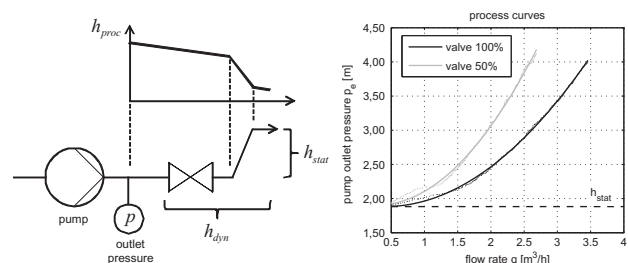 h_proc
h_stat
h_dyn
pump
p
outlet
pressure
process curves
valve 100%
valve 50%
pump outlet pressure p_e [m]
4,50
4,00
3,50
3,00
2,50
2,00
1,50
h_stat
0.5 1 1.5 2 2.5 3 3.5 4
flow rate q [m³/h]